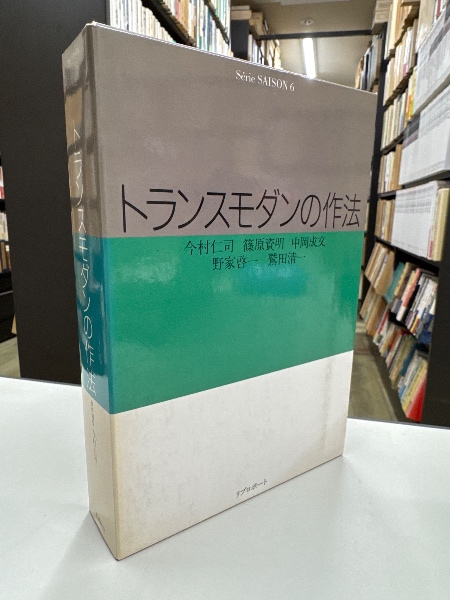 Série SAISON 6
トランスモダンの作法
今村仁司 篠原資明 中岡成文
野家啓一 鷲田清一
リブロポート
トランスモダンの作法